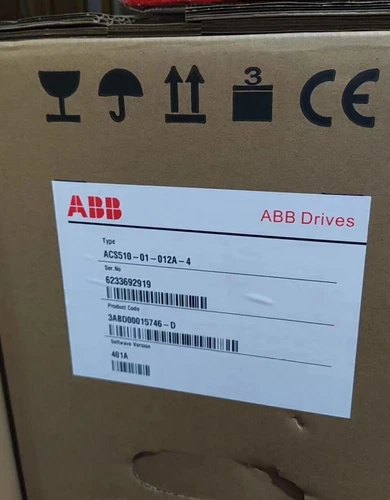 3
CE
ABB
ABB Drives
Type
ACS510-01-012A-4
Ser.No
6233692919
Product Code
3ABD00015746-D
Software Version
401A